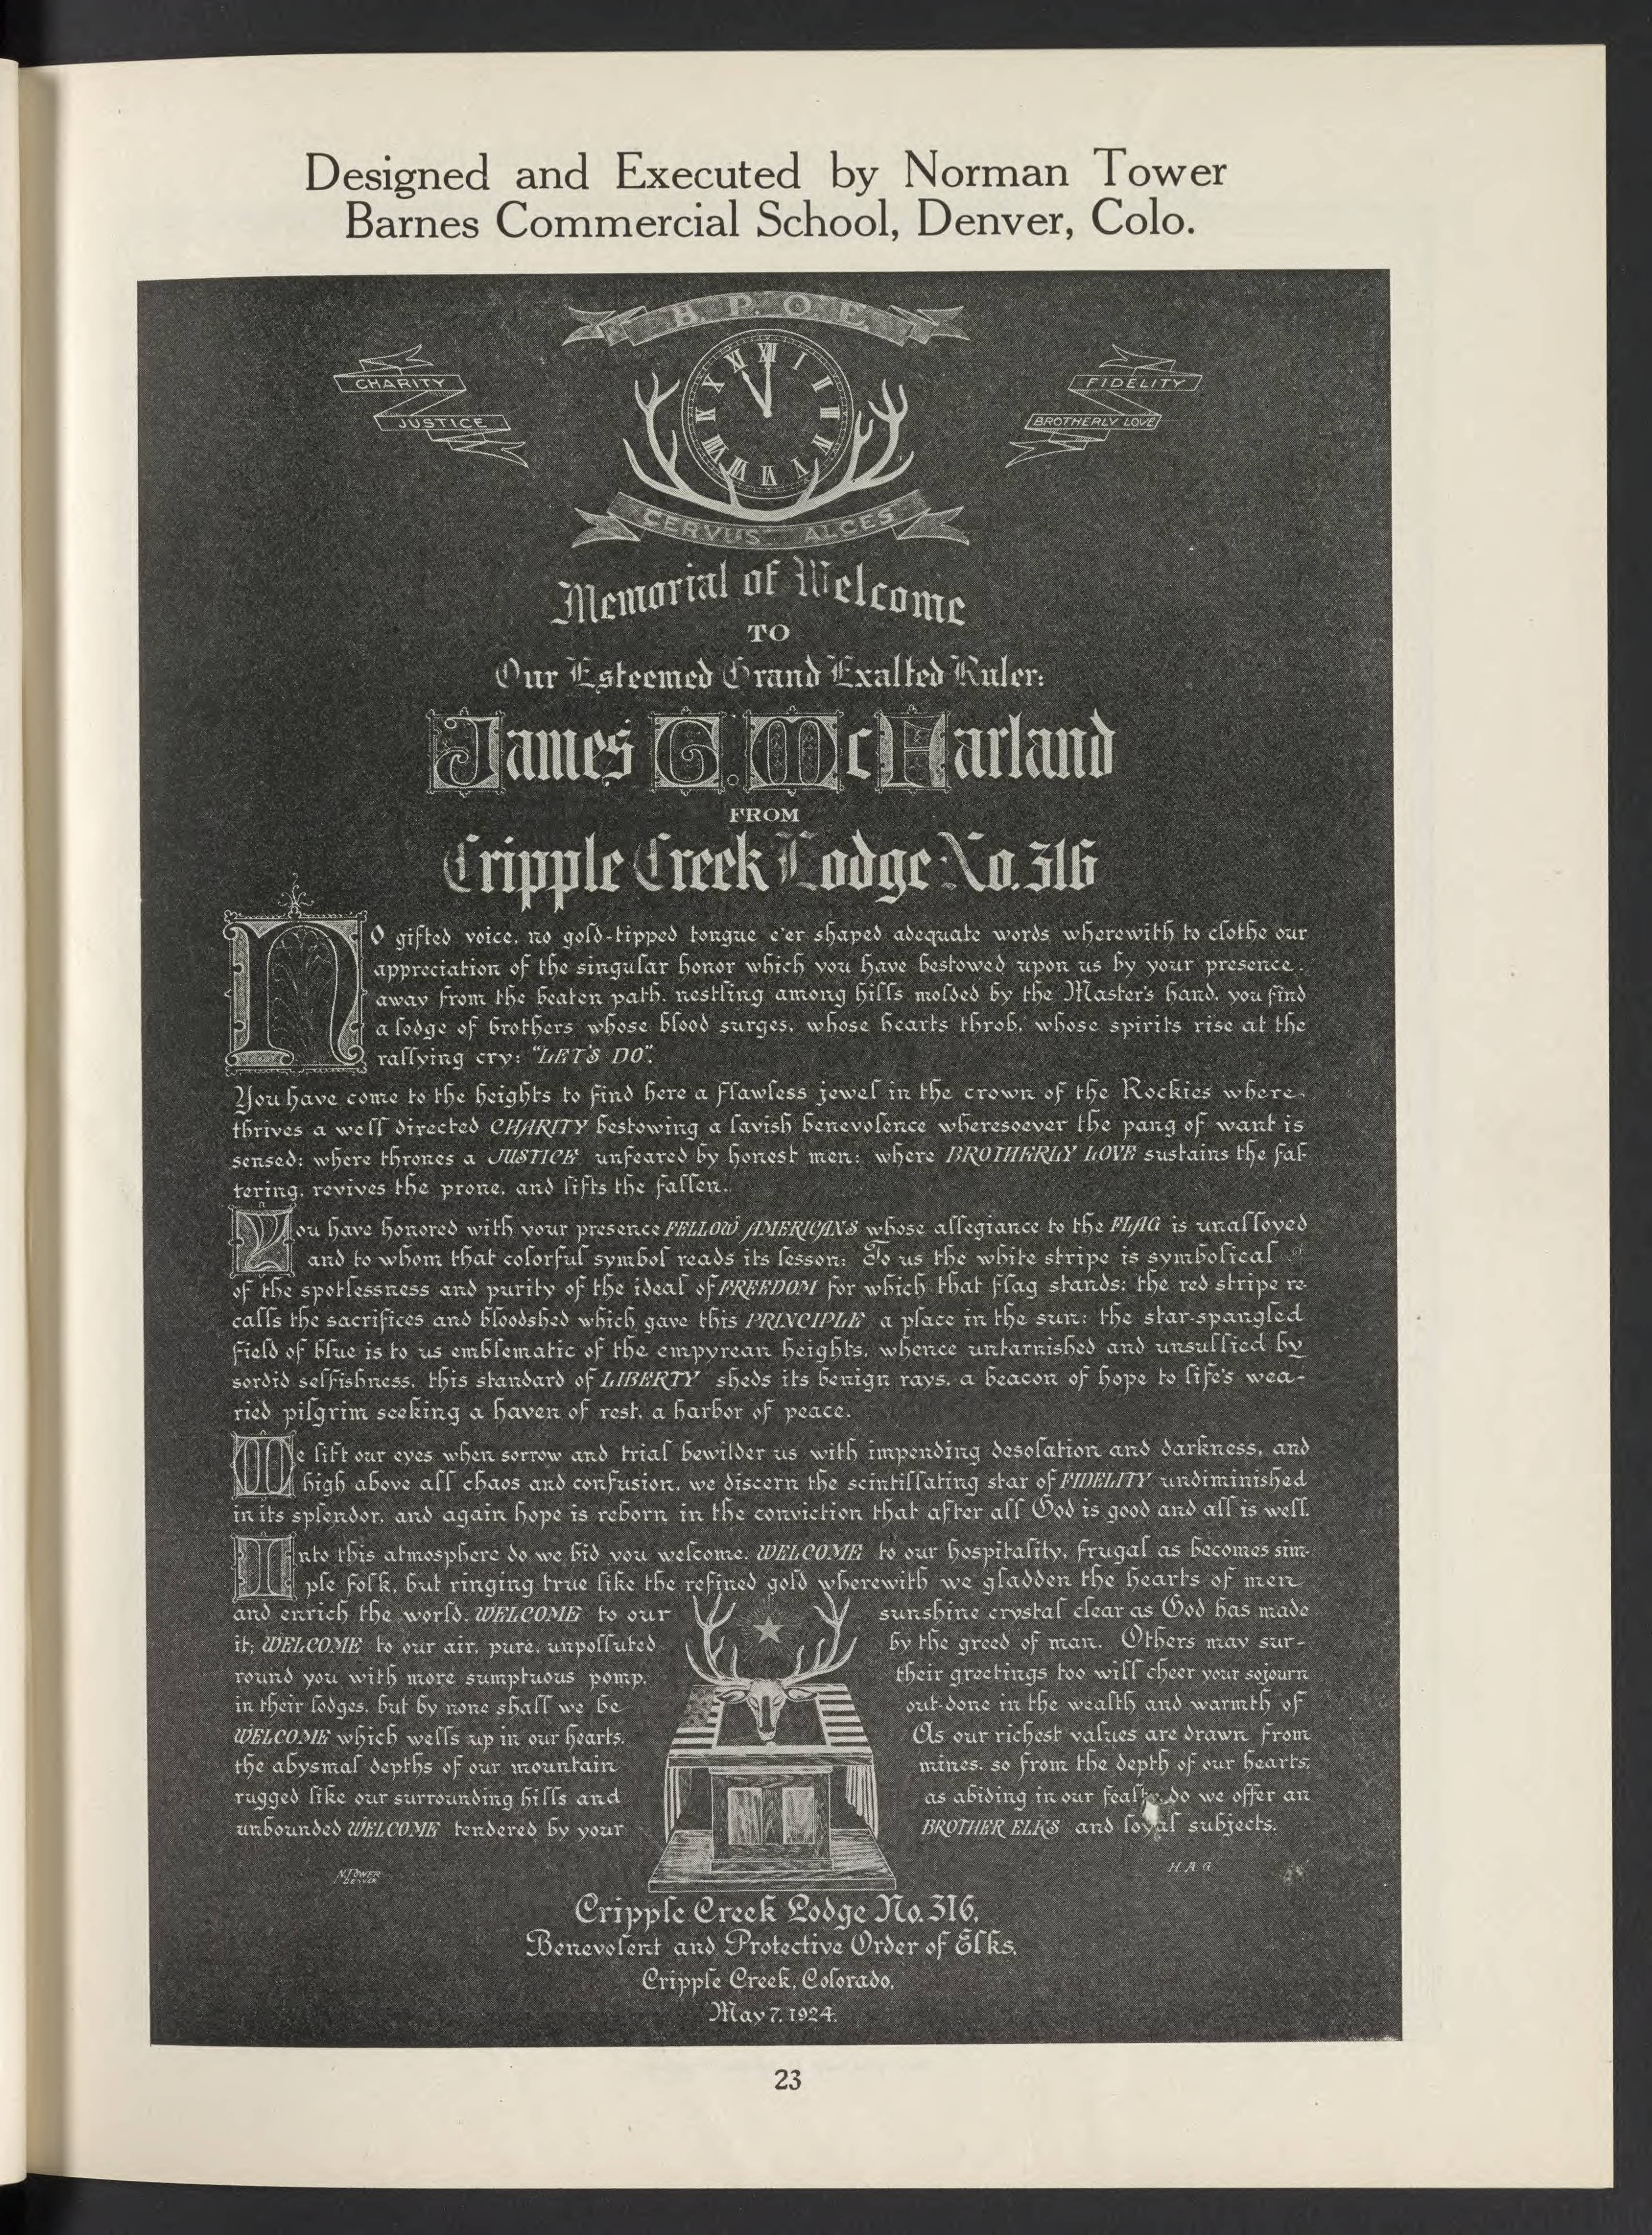 Designed and Executed by Norman Tower
Barnes Commercial School, Denver, Colo.
B. P. O. E.
CHARITY
JUSTICE
FIDELITY
BROTHERLY LOVE
XII I II III IV V VI VII VIII IX X XI
CERVUS ALCES
Memorial of Welcome
TO
Our Esteemed Grand Exalted Ruler:
James G. McFarland
FROM
Cripple Creek Lodge No. 316
NO gifted voice, no gold-tipped tongue e'er shaped adequate words wherewith to clothe our
appreciation of the singular honor which you have bestowed upon us by your presence.
away from the beaten path, nestling among hills molded by the Master's hand, you find
a lodge of brothers whose blood surges, whose hearts throb, whose spirits rise at the
rallying cry: "LET'S DO".
You have come to the heights to find here a flawless jewel in the crown of the Rockies where
thrives a well directed CHARITY bestowing a lavish benevolence wheresoever the pang of want is
sensed; where thrones a JUSTICE unfeared by honest men; where BROTHERLY LOVE sustains the fal-
tering, revives the prone, and lifts the fallen.
You have honored with your presence FELLOW AMERICANS whose allegiance to the FLAG is unalloyed
and to whom that colorful symbol reads its lesson: To us the white stripe is symbolical of
of the spotlessness and purity of the ideal of FREEDOM for which that flag stands; the red stripe re-
calls the sacrifices and bloodshed which gave this PRINCIPLE a place in the sun; the star-spangled
field of blue is to us emblematic of the empyrean heights, whence untarnished and unsullied by
sordid selfishness, this standard of LIBERTY sheds its benign rays, a beacon of hope to life's wea-
ried pilgrim seeking a haven of rest, a harbor of peace.
We lift our eyes when sorrow and trial bewilder us with impending desolation and darkness, and
high above all chaos and confusion, we discern the scintillating star of FIDELITY undiminished
in its splendor, and again hope is reborn in the conviction that after all God is good and all is well.
Into this atmosphere do we bid you welcome. WELCOME to our hospitality, frugal as becomes sim-
ple folk, but ringing true like the refined gold wherewith we gladden the hearts of men
and enrich the world. WELCOME to our sunshine crystal clear as God has made
it; WELCOME to our air, pure, unpolluted by the greed of man. Others may sur-
round you with more sumptuous pomp, their greetings too will cheer your sojourn
in their lodges, but by none shall we be out-done in the wealth and warmth of
WELCOME which wells up in our hearts. As our richest values are drawn from
the abysmal depths of our mountain mines, so from the depth of our hearts,
rugged like our surrounding hills and as abiding in our fealty, do we offer an
unbounded WELCOME tendered by your BROTHER ELKS and loyal subjects.
N. TOWER
DENVER
H. A. G.
Cripple Creek Lodge No. 316,
Benevolent and Protective Order of Elks,
Cripple Creek, Colorado,
May 7, 1924.
23